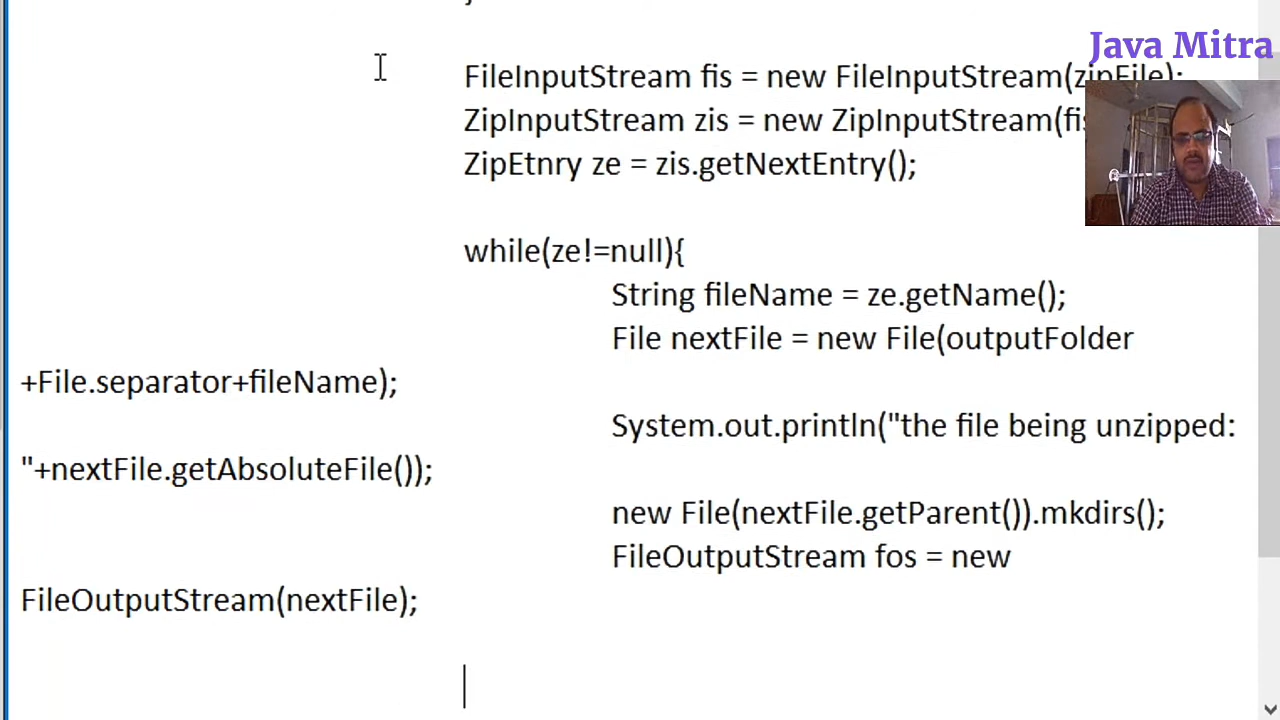 Java Mitra
FileInputStream fis = new FileInputStream(zipFile);
ZipInputStream zis = new ZipInputStream(fis
ZipEtnry ze = zis.getNextEntry();
while(ze!=null){
String fileName = ze.getName();
File nextFile = new File(outputFolder
+File.separator+fileName);
System.out.println("the file being unzipped:
"+nextFile.getAbsoluteFile());
new File(nextFile.getParent()).mkdirs();
FileOutputStream fos = new
FileOutputStream(nextFile);